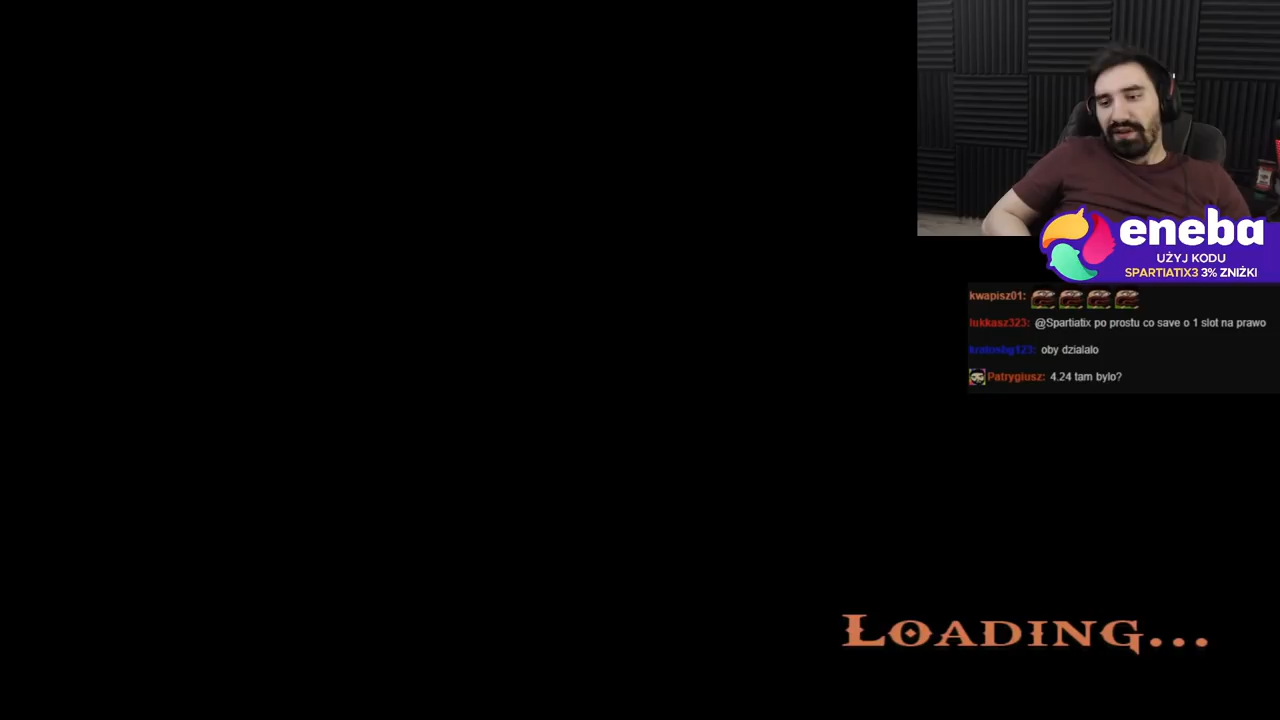 eneba
UŻYJ KODU
SPARTIATIX3 3% ZNIŻKI
kwapisz01:
lukkasz323: @Spartiatix po prostu co save o 1 slot na prawo
kratosbg123: oby dzialalo
Patrygiusz: 4.24 tam bylo?
LOADING...